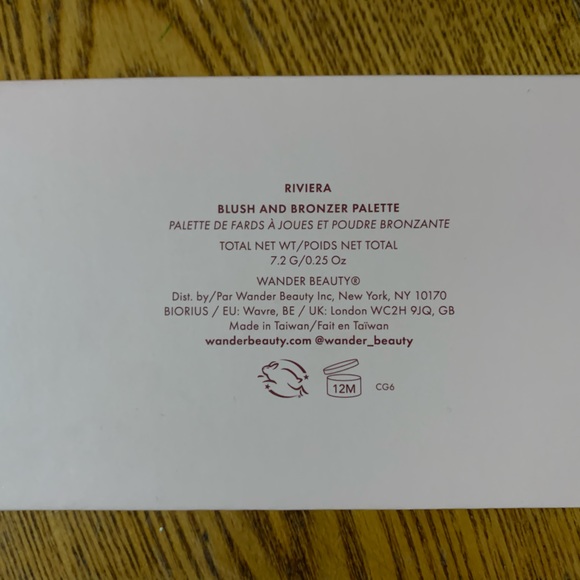 RIVIERA
BLUSH AND BRONZER PALETTE
PALETTE DE FARDS À JOUES ET POUDRE BRONZANTE
TOTAL NET WT/POIDS NET TOTAL
7.2 G/0.25 Oz
WANDER BEAUTY®
Dist. by/Par Wander Beauty Inc, New York, NY 10170
BIORIUS / EU: Wavre, BE / UK: London WC2H 9JQ, GB
Made in Taiwan/Fait en Taïwan
wanderbeauty.com @wander_beauty
12M CG6